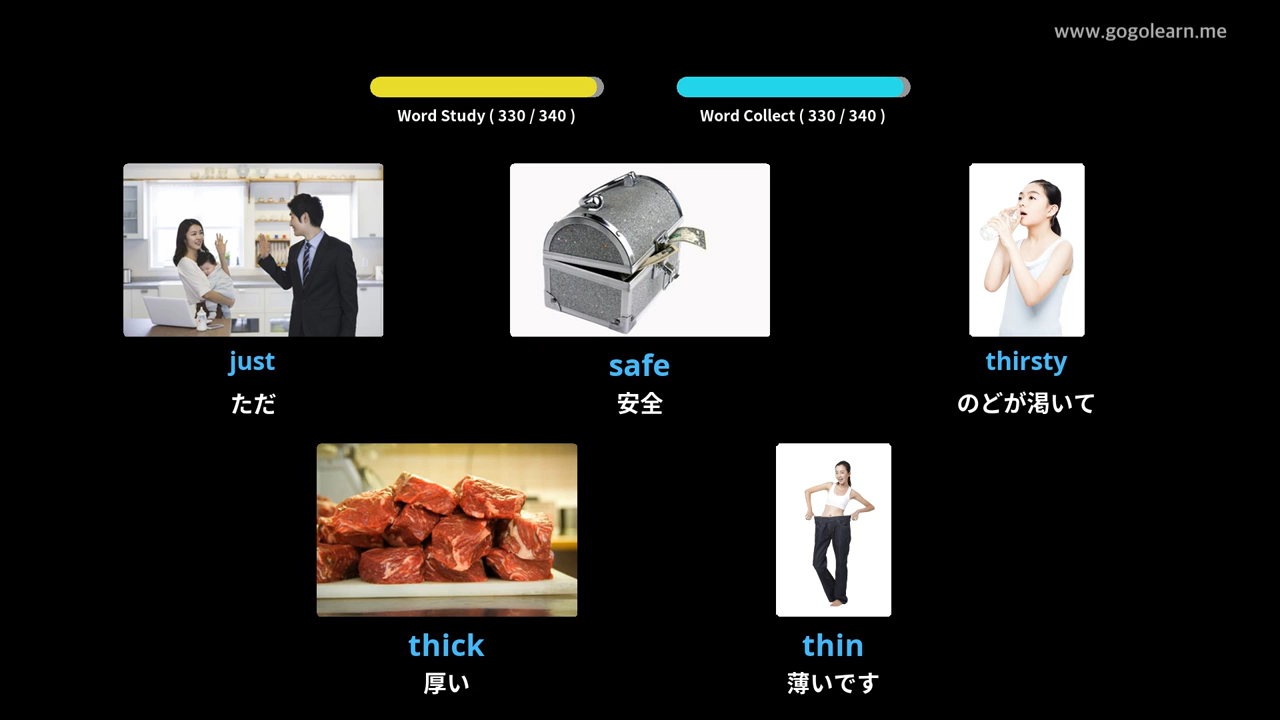 www.gogolearn.me
Word Study ( 330 / 340 )
Word Collect ( 330 / 340 )
just
ただ
safe
安全
thirsty
のどが渇いて
thick
厚い
thin
薄いです